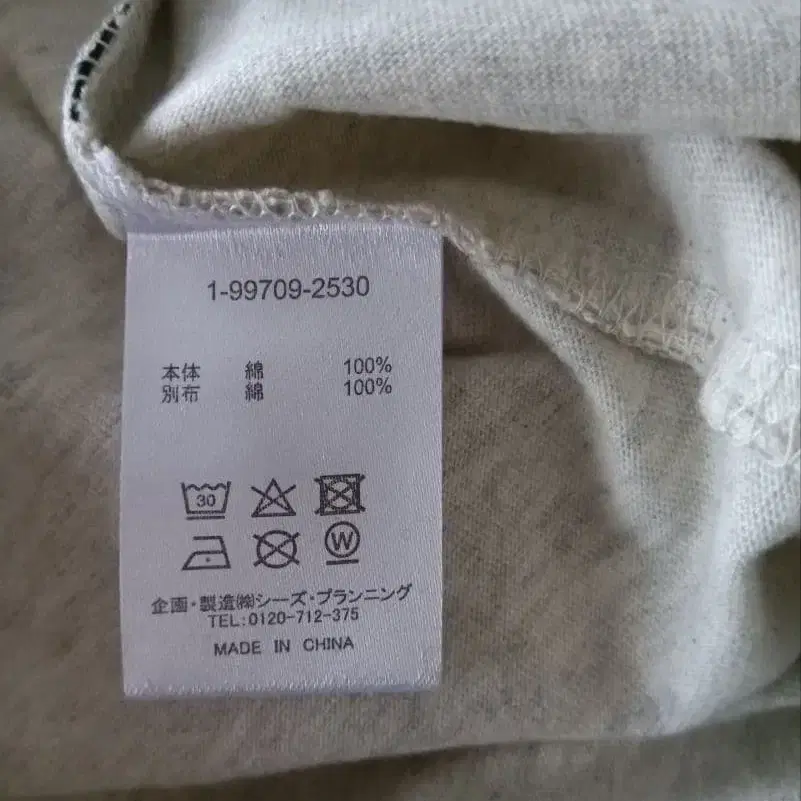 1-99709-2530
本体 綿 100%
別布 綿 100%
30
W
企画・製造㈱シーズ・プランニング
TEL:0120-712-375
MADE IN CHINA